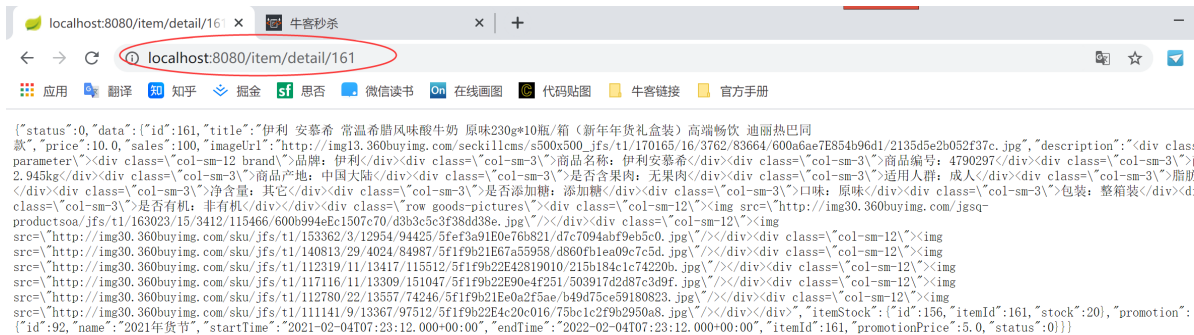 localhost:8080/item/detail/161
牛客秒杀
localhost:8080/item/detail/161
应用 翻译 知 知乎 掘金 sf 思否 微信读书 On 在线画图 C 代码贴图 牛客链接 官方手册
{"status":0,"data":{"id":161,"title":"伊利 安慕希 常温希腊风味酸牛奶 原味230g*10瓶/箱（新年年货礼盒装）高端畅饮 迪丽热巴同
款","price":10.0,"sales":100,"imageUrl":"http://img13.360buyimg.com/seckillcms/s500x500_jfs/t1/170165/16/3762/83664/600a6ae7E854b96d1/2135d5e2b052f37c.jpg","description":"<div clas
parameter\"><div class=\"col-sm-12 brand\">品牌：伊利</div><div class=\"col-sm-3\">商品名称：伊利安慕希</div><div class=\"col-sm-3\">商品编号：4790297</div><div class=\"col-sm-3\">
2.945kg</div><div class=\"col-sm-3\">商品产地：中国大陆</div><div class=\"col-sm-3\">是否含果肉：无果肉</div><div class=\"col-sm-3\">适用人群：成人</div><div class=\"col-sm-3\">脂肪
</div><div class=\"col-sm-3\">净含量：其它</div><div class=\"col-sm-3\">是否添加糖：添加糖</div><div class=\"col-sm-3\">口味：原味</div><div class=\"col-sm-3\">包装：整箱装</div><di
class=\"col-sm-3\">是否有机：非有机</div></div><div class=\"row goods-pictures\"><div class=\"col-sm-12\"><img src=\"http://img30.360buyimg.com/jgsq-
productsoa/jfs/t1/163023/15/3412/115466/600b994eEc1507c70/d3b3c5c3f38dd38e.jpg\"/></div><div class=\"col-sm-12\"><img
src=\"http://img30.360buyimg.com/sku/jfs/t1/153362/3/12954/94425/5fef3a91E0e76b821/d7c7094abf9eb5c0.jpg\"/></div><div class=\"col-sm-12\"><img
src=\"http://img30.360buyimg.com/sku/jfs/t1/140813/29/4024/84987/5f1f9b21E67a55958/d860fb1ea09c7c5d.jpg\"/></div><div class=\"col-sm-12\"><img
src=\"http://img30.360buyimg.com/sku/jfs/t1/112319/11/13417/115512/5f1f9b22E42819010/215b184c1c74220b.jpg\"/></div><div class=\"col-sm-12\"><img
src=\"http://img30.360buyimg.com/sku/jfs/t1/117116/11/13309/151047/5f1f9b22E90e4f251/503917d2d87c3d9f.jpg\"/></div><div class=\"col-sm-12\"><img
src=\"http://img30.360buyimg.com/sku/jfs/t1/112780/22/13557/74246/5f1f9b21Ee0a2f5ae/b49d75ce59180823.jpg\"/></div><div class=\"col-sm-12\"><img
src=\"http://img30.360buyimg.com/sku/jfs/t1/111141/9/13367/97512/5f1f9b22E4c20c016/75bc1c2f9b2950a8.jpg\"/></div></div>","itemStock":{"id":156,"itemId":161,"stock":20},"promotion":
{"id":92,"name":"2021年货节","startTime":"2021-02-04T07:23:12.000+00:00","endTime":"2022-02-04T07:23:12.000+00:00","itemId":161,"promotionPrice":5.0,"status":0}}}